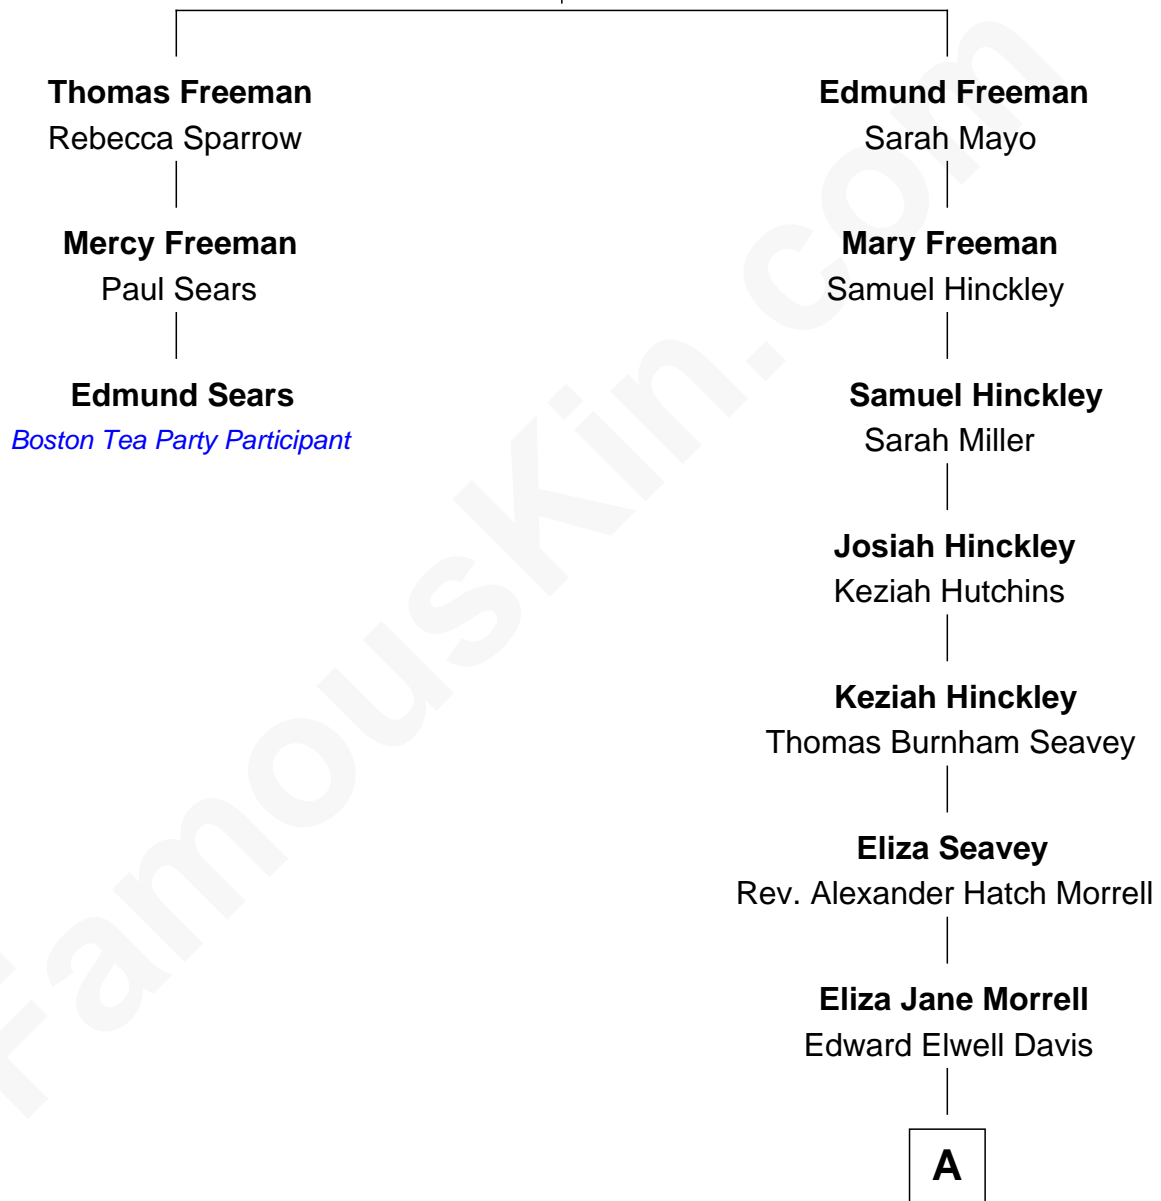 Thomas Freeman
Rebecca Sparrow
Mercy Freeman
Paul Sears
Edmund Sears
Boston Tea Party Participant
Edmund Freeman
Sarah Mayo
Mary Freeman
Samuel Hinckley
Samuel Hinckley
Sarah Miller
Josiah Hinckley
Keziah Hutchins
Keziah Hinckley
Thomas Burnham Seavey
Eliza Seavey
Rev. Alexander Hatch Morrell
Eliza Jane Morrell
Edward Elwell Davis
A
FamousKin.com